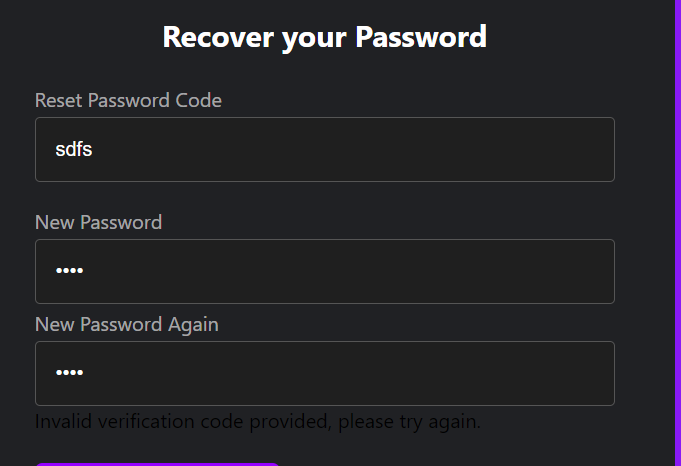 Recover your Password
Reset Password Code
sdfs
New Password
••••
New Password Again
••••
Invalid verification code provided, please try again.